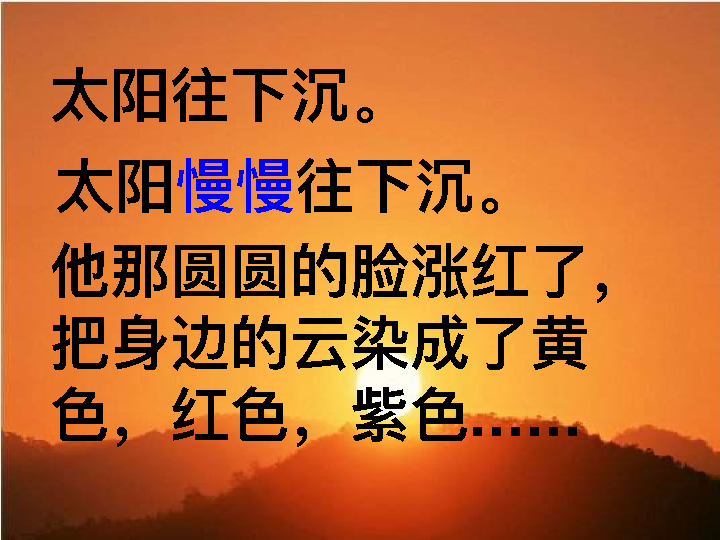 太阳往下沉。
太阳慢慢往下沉。
他那圆圆的脸涨红了，
把身边的云染成了黄
色，红色，紫色......